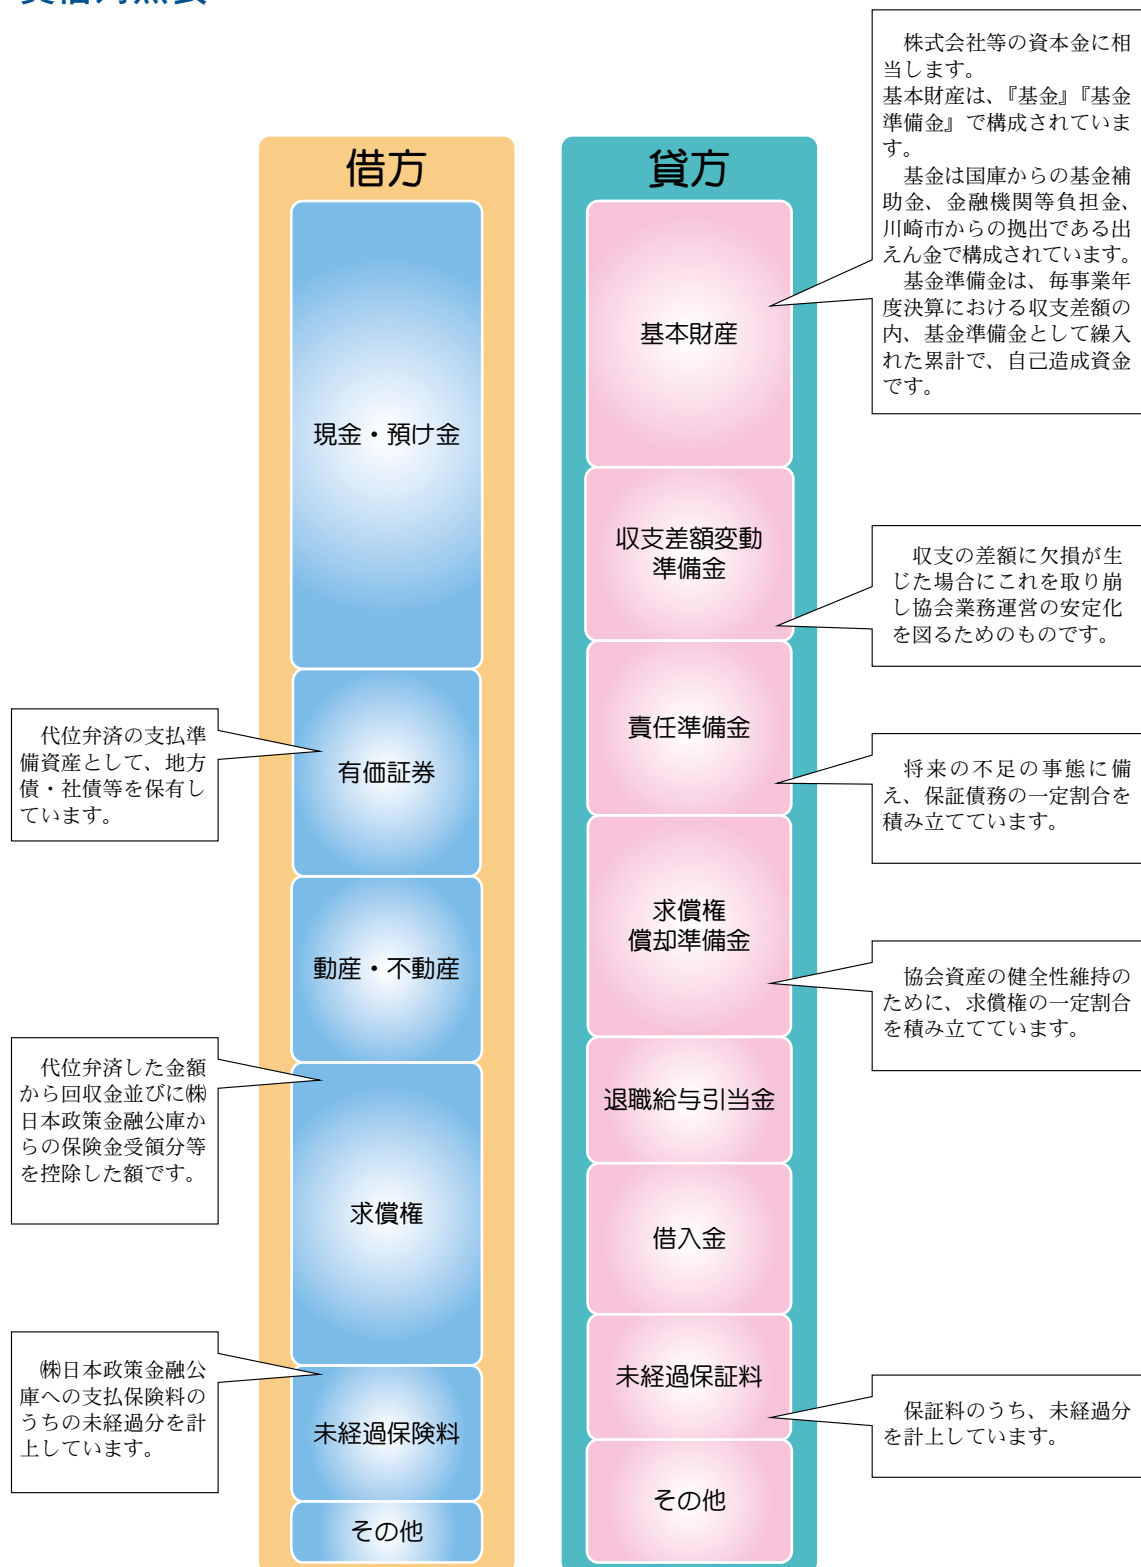 貸借対照表
株式会社等の資本金に相
当します。
基本財産は、『基金』『基金
準備金』で構成されていま
す。
基金は国庫からの基金補
助金、金融機関等負担金、
川崎市からの拠出である出
えん金で構成されています。
基金準備金は、毎事業年
度決算における収支差額の
内、基金準備金として繰入
れた累計で、自己造成資金
です。
借方
貸方
現金・預け金
基本財産
収支差額変動
準備金
収支の差額に欠損が生
じた場合にこれを取り崩
し協会業務運営の安定化
を図るためのものです。
代位弁済の支払準
備資産として、地方
債・社債等を保有し
ています。
有価証券
責任準備金
将来の不足の事態に備
え、保証債務の一定割合を
積み立てています。
動産・不動産
求償権
償却準備金
協会資産の健全性維持の
ために、求償権の一定割合
を積み立てています。
代位弁済した金額
から回収金並びに㈱
日本政策金融公庫か
らの保険金受領分等
を控除した額です。
求償権
退職給与引当金
借入金
㈱日本政策金融公
庫への支払保険料の
うちの未経過分を計
上しています。
未経過保険料
未経過保証料
保証料のうち、未経過分
を計上しています。
その他
その他